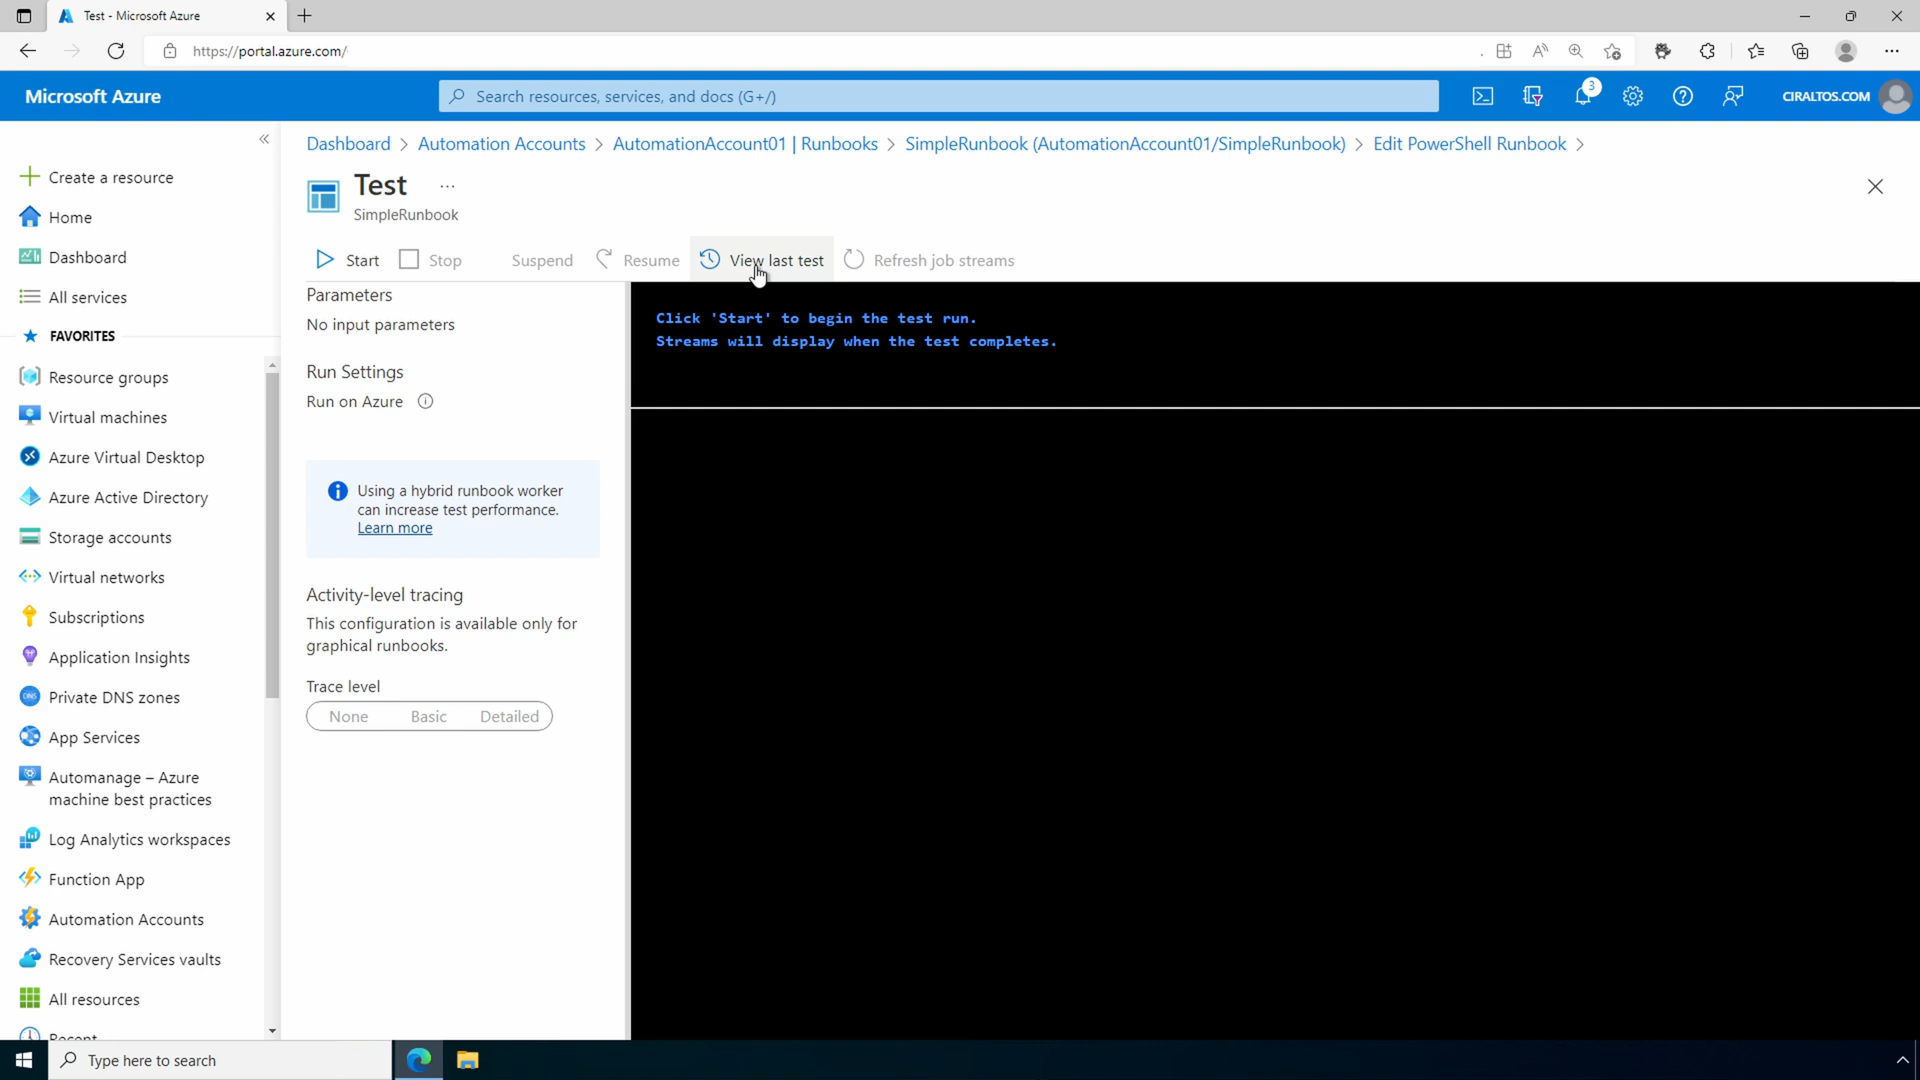 Test - Microsoft Azure
https://portal.azure.com/
Microsoft Azure
Search resources, services, and docs (G+/)
3
CIRALTOS.COM
Dashboard > Automation Accounts > AutomationAccount01 | Runbooks > SimpleRunbook (AutomationAccount01/SimpleRunbook) > Edit PowerShell Runbook >
Test ...
SimpleRunbook
Start
Stop
Suspend
Resume
View last test
Refresh job streams
Create a resource
Home
Dashboard
All services
FAVORITES
Resource groups
Virtual machines
Azure Virtual Desktop
Azure Active Directory
Storage accounts
Virtual networks
Subscriptions
Application Insights
Private DNS zones
App Services
Automanage – Azure
machine best practices
Log Analytics workspaces
Function App
Automation Accounts
Recovery Services vaults
All resources
Recent
Parameters
No input parameters
Run Settings
Run on Azure
Using a hybrid runbook worker
can increase test performance.
Learn more
Activity-level tracing
This configuration is available only for
graphical runbooks.
Trace level
None Basic Detailed
Click 'Start' to begin the test run.
Streams will display when the test completes.
Type here to search